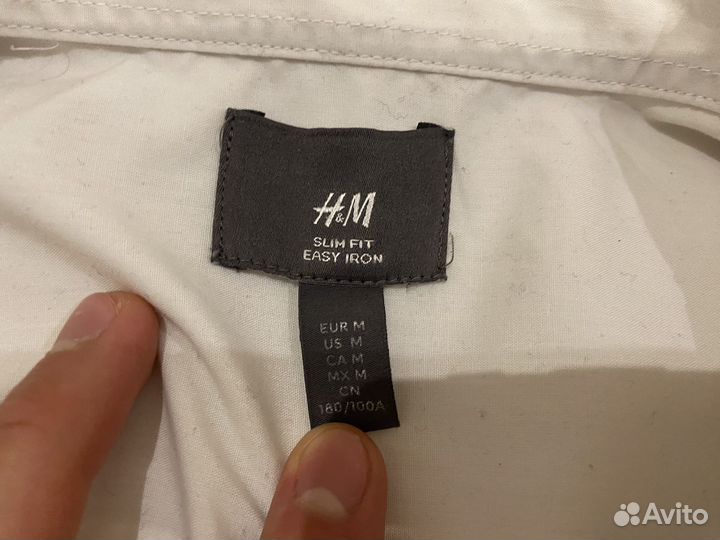 H&M
SLIM FIT
EASY IRON
EUR M
US M
CA M
MX M
CN
180/100A
Avito